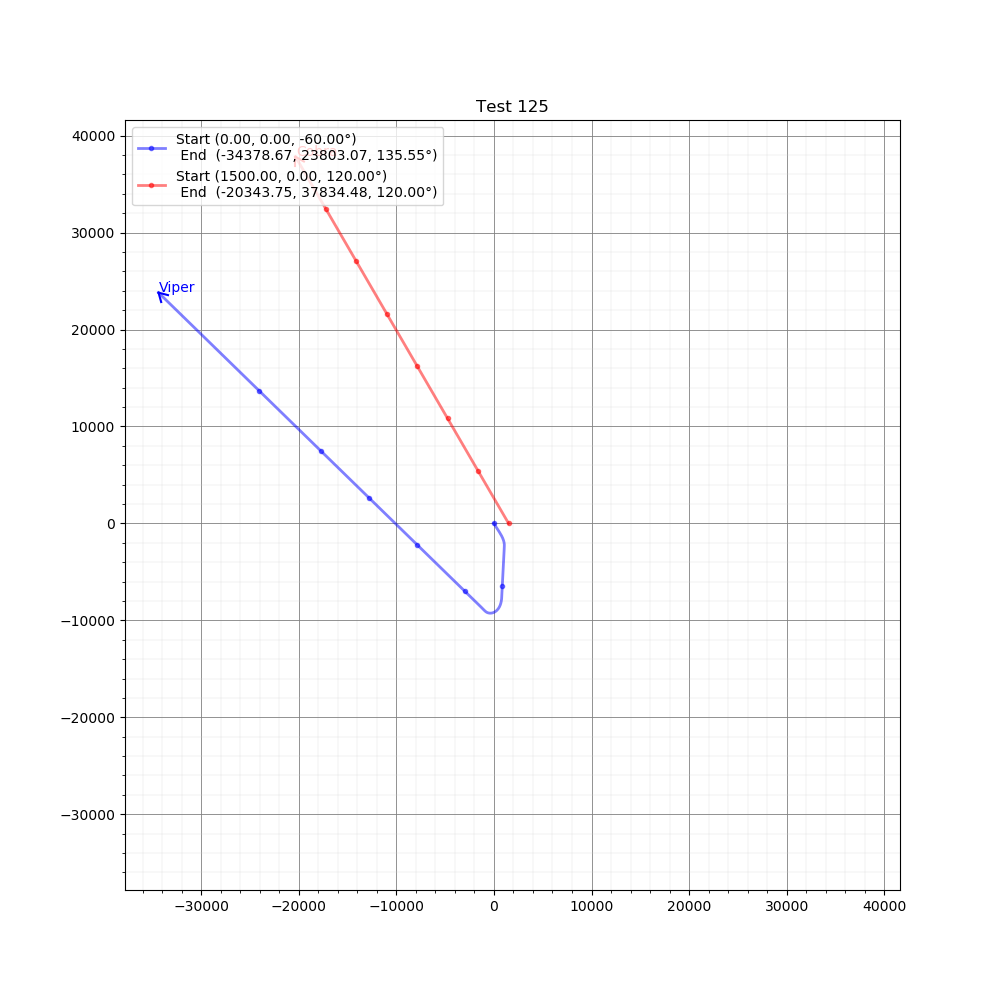 Test 125
Start (0.00, 0.00, -60.00°)
End (-34378.67, 23803.07, 135.55°)
Start (1500.00, 0.00, 120.00°)
End (-20343.75, 37834.48, 120.00°)
Viper
40000
30000
20000
10000
0
−10000
−20000
−30000
−30000 −20000 −10000 0 10000 20000 30000 40000